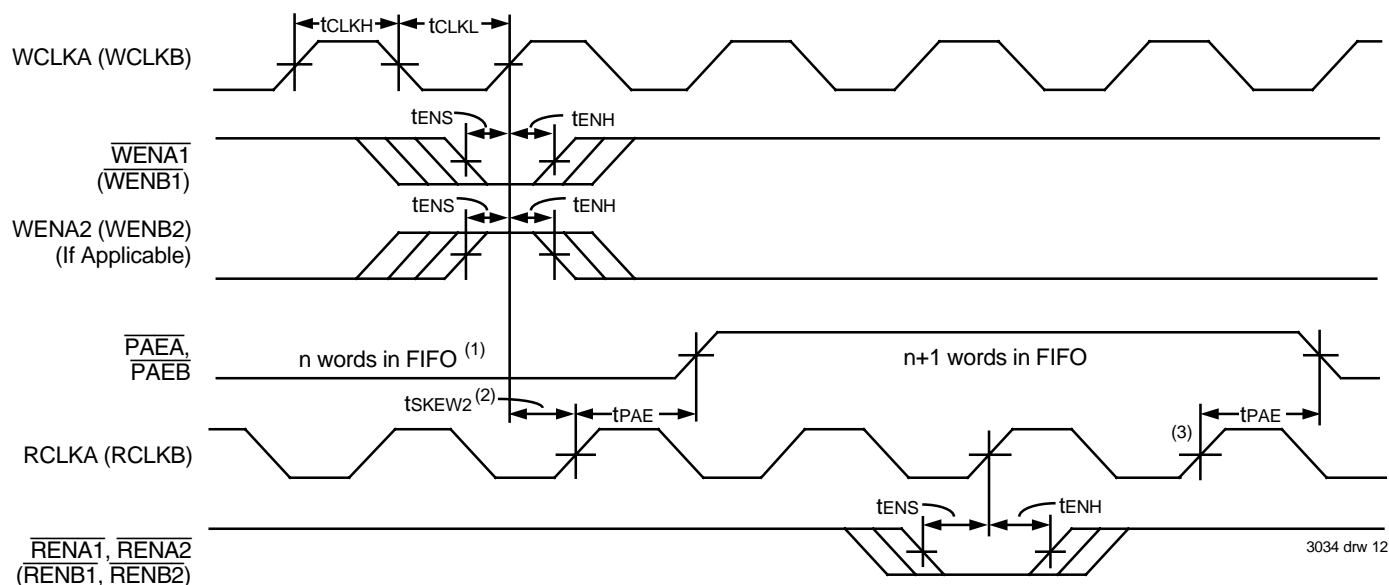 tCLKH tCLKL
WCLKA (WCLKB)
tENS tENH
WENA1
(WENB1)
tENS tENH
WENA2 (WENB2)
(If Applicable)
PAEA,
PAEB
n words in FIFO (1)
n+1 words in FIFO
tSKEW2 (2)
tPAE
(3)
tPAE
RCLKA (RCLKB)
tENS tENH
RENA1, RENA2
(RENB1, RENB2)
3034 drw 12